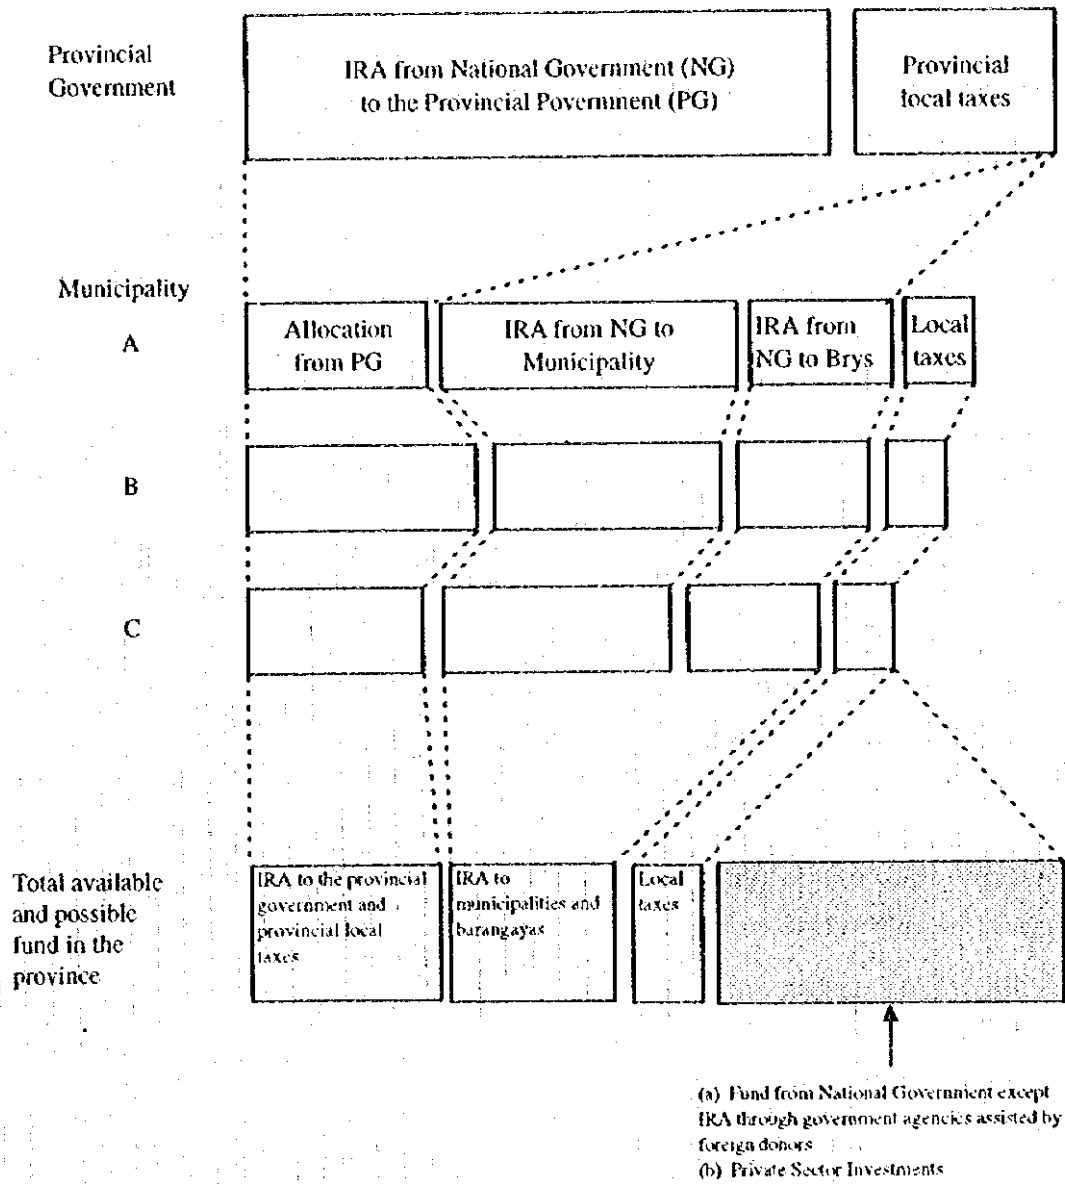 Provincial
Government
IRA from National Government (NG)
to the Provincial Povernment (PG)
Provincial
local taxes
Municipality
A
Allocation
from PG
IRA from NG to
Municipality
IRA from
NG to Brys
Local
taxes
B
C
Total available
and possible
fund in the
province
IRA to the provincial
government and
provincial local
taxes
IRA to
municipalities and
barangayas
Local
taxes
(a) Fund from National Government except
IRA through government agencies assisted by
foreign donors
(b) Private Sector Investments